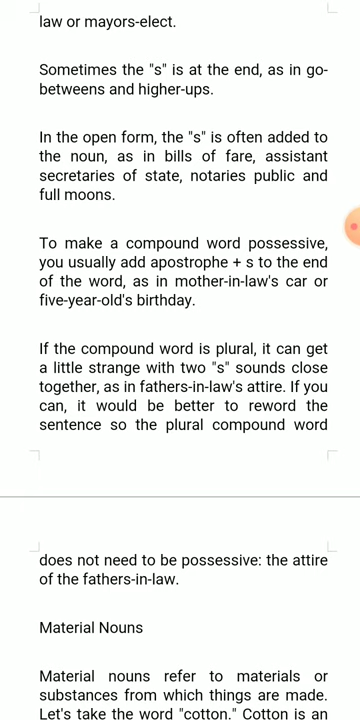 law or mayors-elect.
Sometimes the "s" is at the end, as in go-
betweens and higher-ups.
In the open form, the "s" is often added to
the noun, as in bills of fare, assistant
secretaries of state, notaries public and
full moons.
To make a compound word possessive,
you usually add apostrophe + s to the end
of the word, as in mother-in-law's car or
five-year-old's birthday.
If the compound word is plural, it can get
a little strange with two "s" sounds close
together, as in fathers-in-law's attire. If you
can, it would be better to reword the
sentence so the plural compound word
does not need to be possessive: the attire
of the fathers-in-law.
Material Nouns
Material nouns refer to materials or
substances from which things are made.
Let's take the word "cotton." Cotton is an